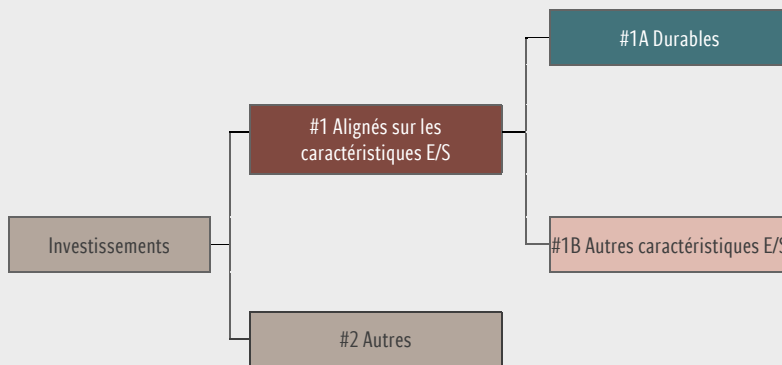 #1A Durables
#1 Alignés sur les
caractéristiques E/S
Investissements
#1B Autres caractéristiques E/S
#2 Autres